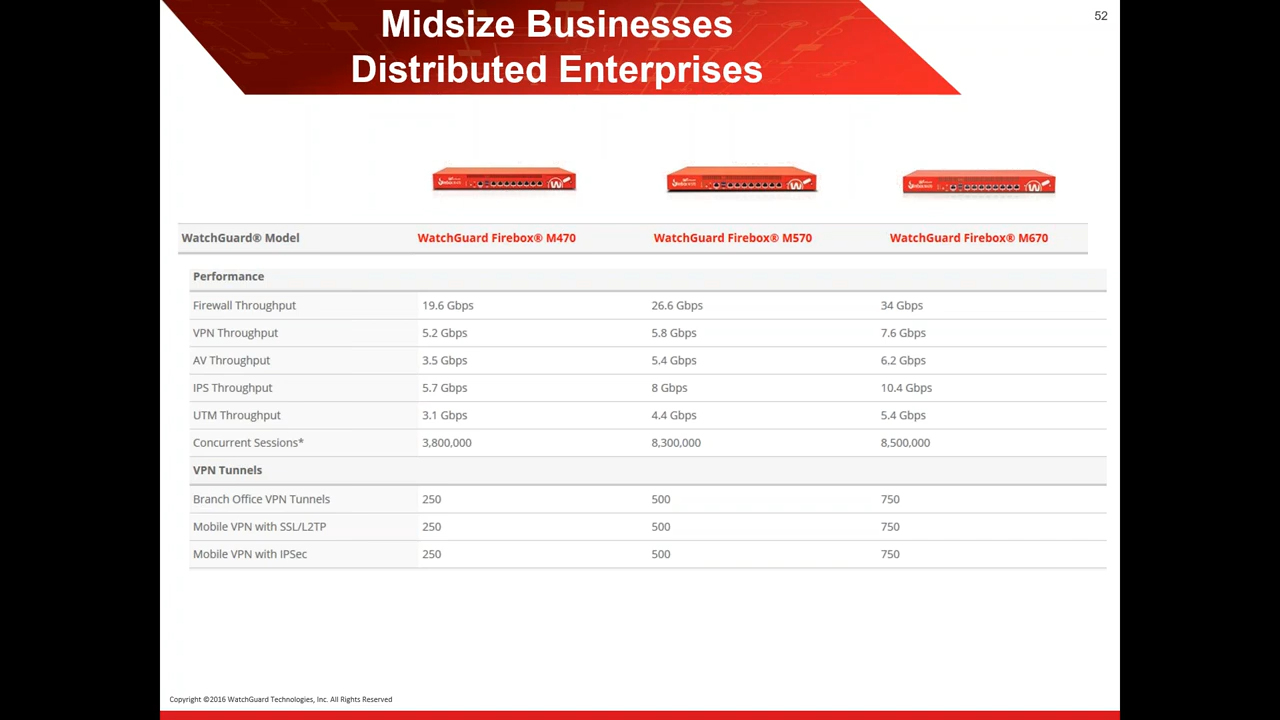 52
Midsize Businesses
Distributed Enterprises
WatchGuard® Model WatchGuard Firebox® M470 WatchGuard Firebox® M570 WatchGuard Firebox® M670
Performance
Firewall Throughput 19.6 Gbps 26.6 Gbps 34 Gbps
VPN Throughput 5.2 Gbps 5.8 Gbps 7.6 Gbps
AV Throughput 3.5 Gbps 5.4 Gbps 6.2 Gbps
IPS Throughput 5.7 Gbps 8 Gbps 10.4 Gbps
UTM Throughput 3.1 Gbps 4.4 Gbps 5.4 Gbps
Concurrent Sessions* 3,800,000 8,300,000 8,500,000
VPN Tunnels
Branch Office VPN Tunnels 250 500 750
Mobile VPN with SSL/L2TP 250 500 750
Mobile VPN with IPSec 250 500 750
Copyright ©2016 WatchGuard Technologies, Inc. All Rights Reserved